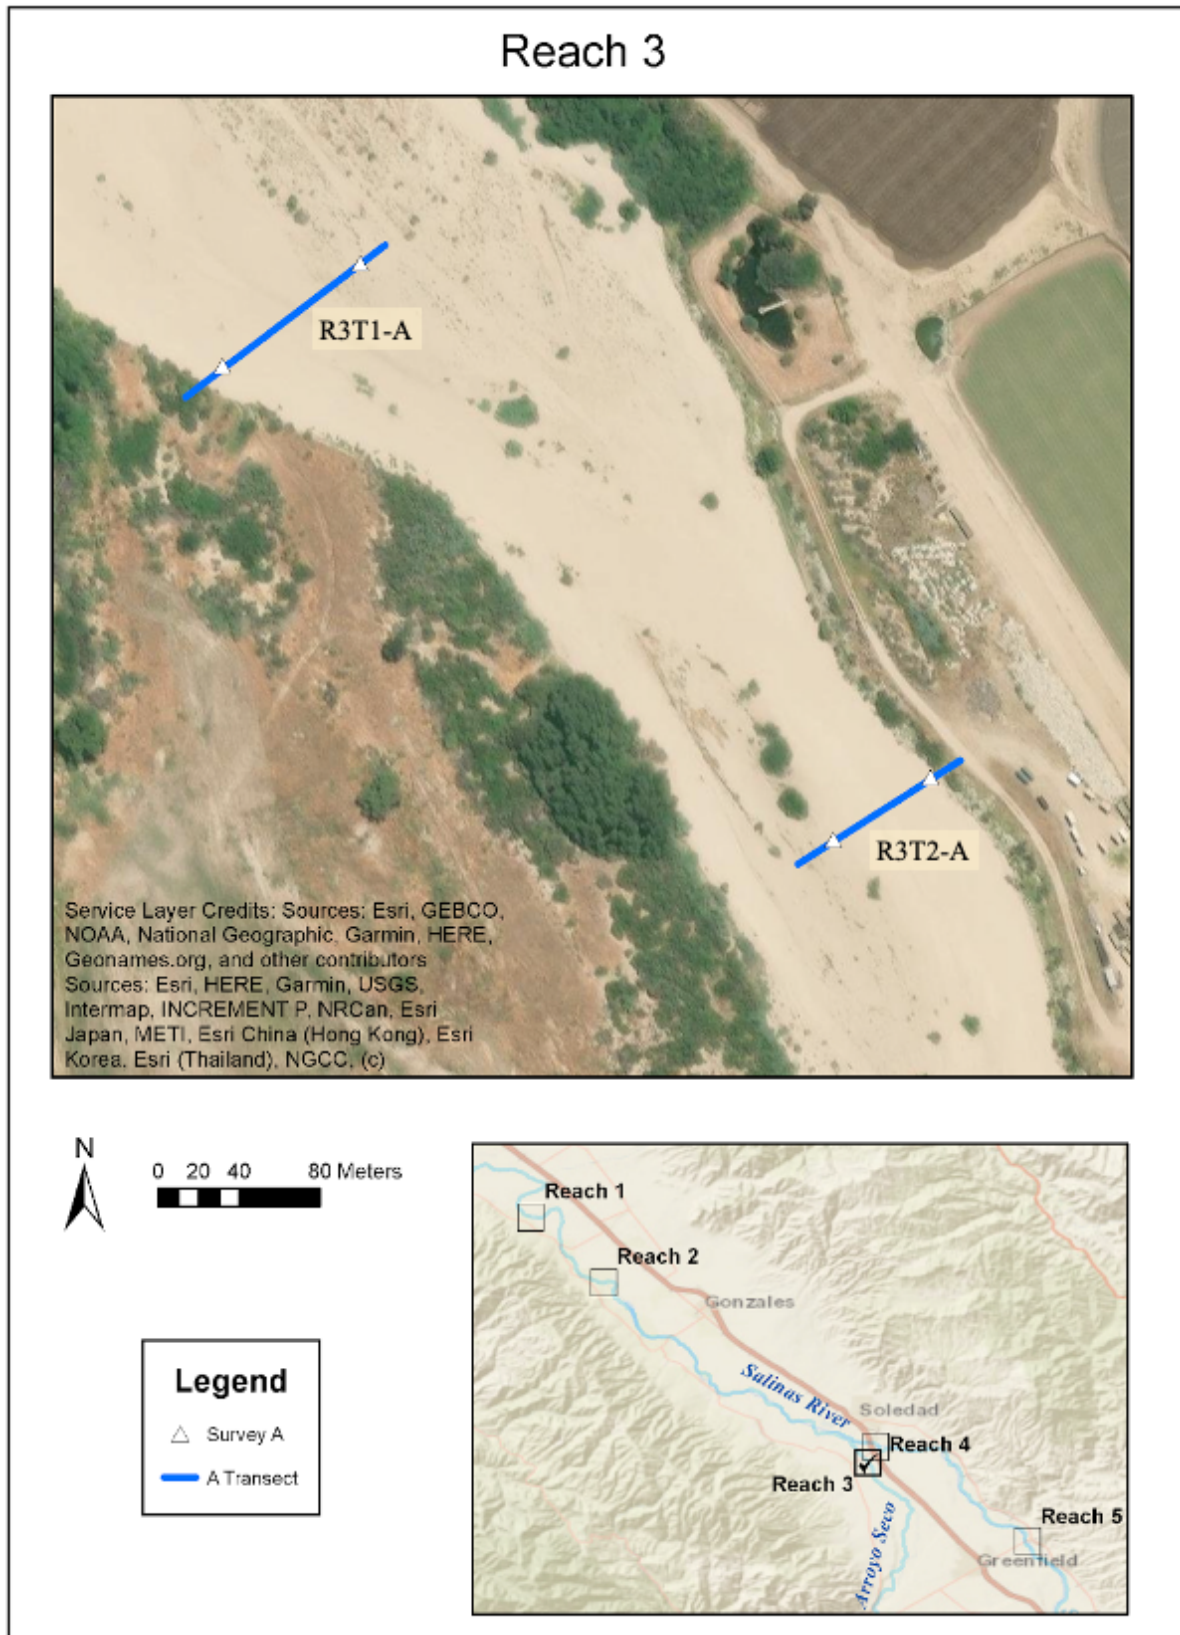 Reach 3
R3T1-A
R3T2-A
Service Layer Credits: Sources: Esri, GEBCO,
NOAA, National Geographic, Garmin, HERE,
Geonames.org, and other contributors
Sources: Esri, HERE, Garmin, USGS,
Intermap, INCREMENT P, NRCan, Esri
Japan, METI, Esri China (Hong Kong), Esri
Korea, Esri (Thailand), NGCC, (c)
N
0 20 40 80 Meters
Legend
Survey A
A Transect
Reach 1
Reach 2
Gonzales
Salinas River
Soledad
Reach 4
Reach 3
Arroyo Seco
Reach 5
Greenfield